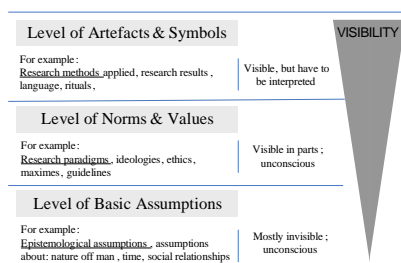 Level of Artefacts & Symbols
VISIBILITY
For example:
Research methods applied, research results,
language, rituals,
Visible, but have to
be interpreted
Level of Norms & Values
For example:
Research paradigms, ideologies, ethics,
maximes, guidelines
Visible in parts;
unconscious
Level of Basic Assumptions
For example:
Epistemological assumptions, assumptions
about: nature off man, time, social relationships
Mostly invisible;
unconscious